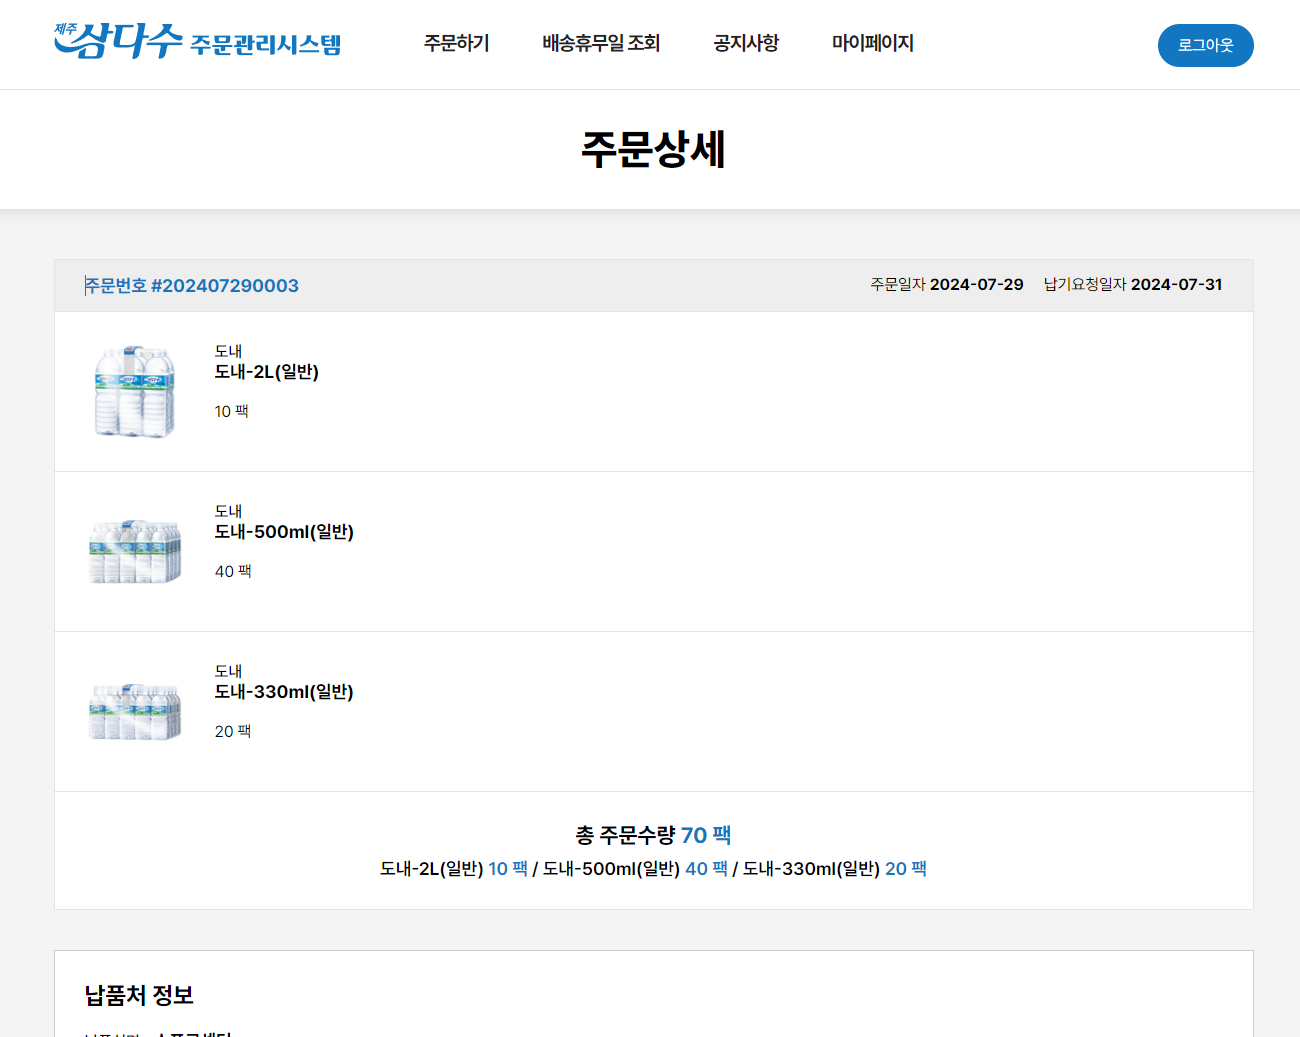 제주삼다수 주문관리시스템
주문하기 배송휴무일 조회 공지사항 마이페이지
로그아웃
주문상세
주문번호 #202407290003
주문일자 2024-07-29 납기요청일자 2024-07-31
도내
도내-2L(일반)
10 팩
도내
도내-500ml(일반)
40 팩
도내
도내-330ml(일반)
20 팩
총 주문수량 70 팩
도내-2L(일반) 10 팩 / 도내-500ml(일반) 40 팩 / 도내-330ml(일반) 20 팩
납품처 정보